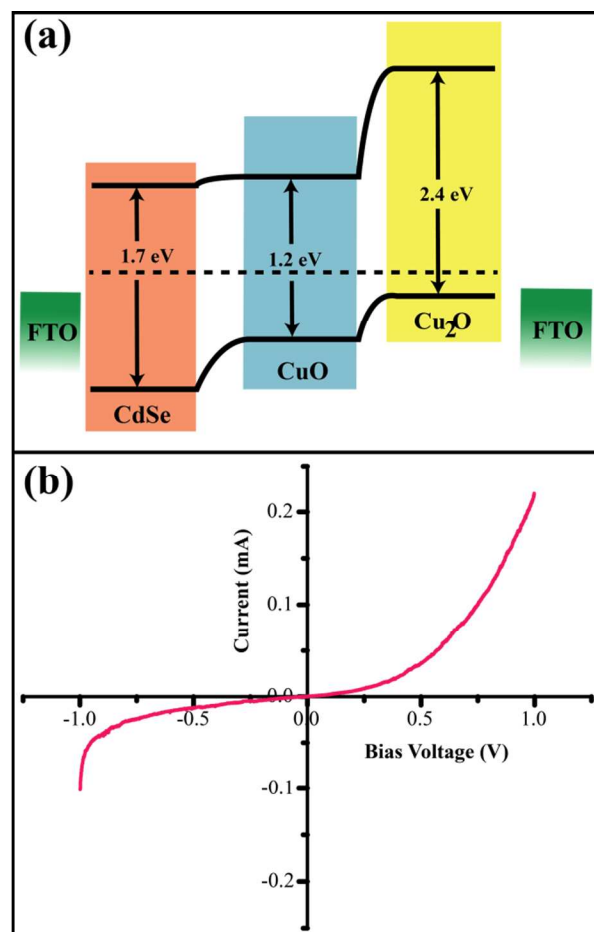 (a)
2.4 eV
1.7 eV
1.2 eV
FTO
Cu2O
FTO
CuO
CdSe
(b)
0.2
Current (mA)
0.1
0.0
-1.0
-0.5
0.0
0.5
1.0
Bias Voltage (V)
-0.1
-0.2